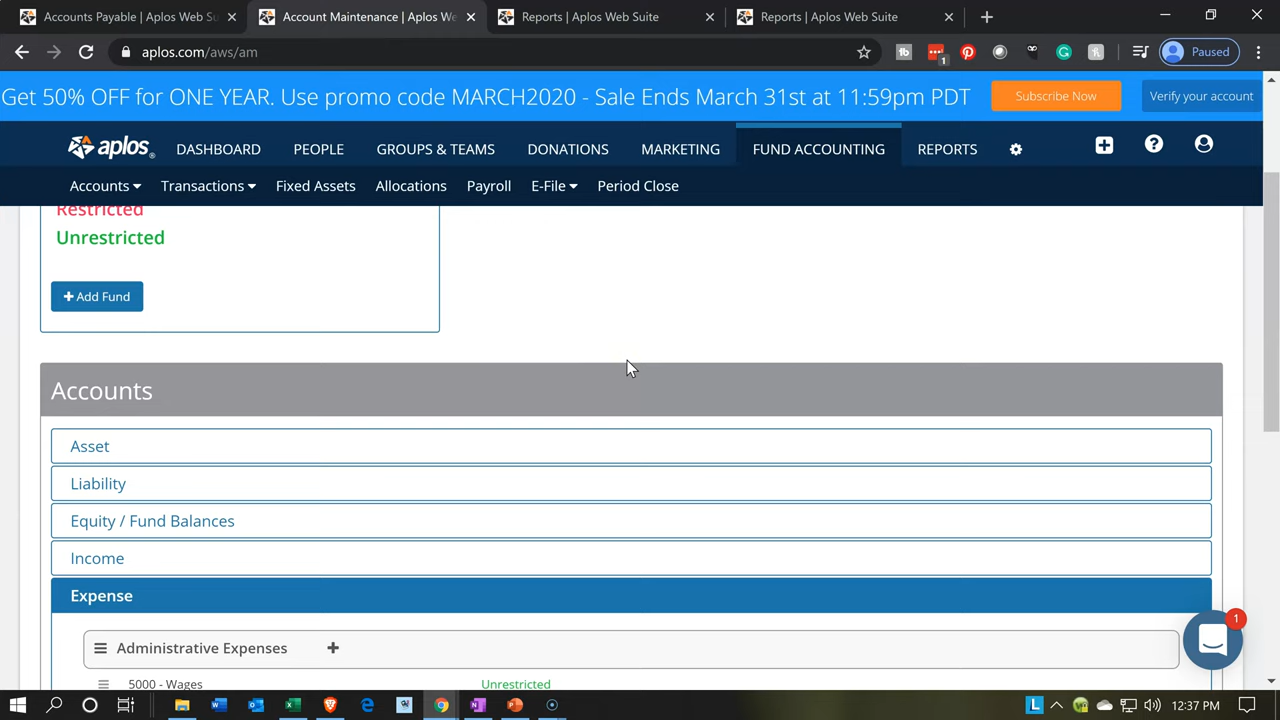 Accounts Payable | Aplos Web Su
Account Maintenance | Aplos We
Reports | Aplos Web Suite
Reports | Aplos Web Suite
aplos.com/aws/am
1
Paused
Get 50% OFF for ONE YEAR. Use promo code MARCH2020 - Sale Ends March 31st at 11:59pm PDT
Subscribe Now
Verify your account
aplos
DASHBOARD
PEOPLE
GROUPS & TEAMS
DONATIONS
MARKETING
FUND ACCOUNTING
REPORTS
Accounts
Transactions
Fixed Assets
Allocations
Payroll
E-File
Period Close
Restricted
Unrestricted
+ Add Fund
Accounts
Asset
Liability
Equity / Fund Balances
Income
Expense
Administrative Expenses
5000 - Wages
Unrestricted
1
12:37 PM